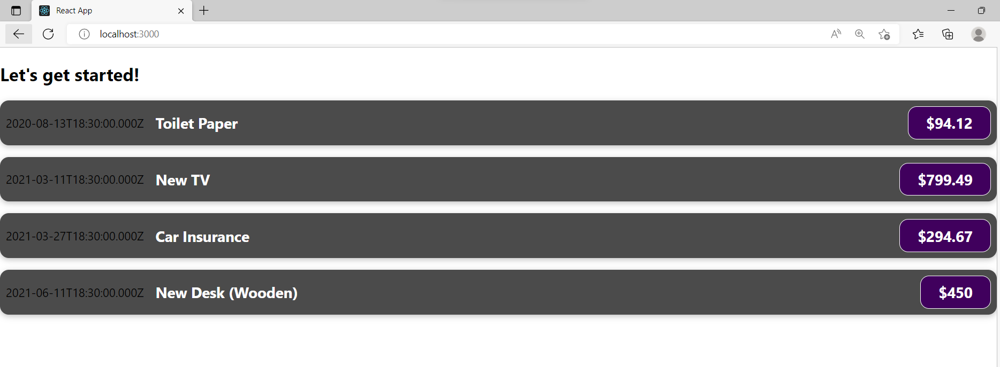 React App
localhost:3000
Let's get started!
2020-08-13T18:30:00.000Z Toilet Paper $94.12
2021-03-11T18:30:00.000Z New TV $799.49
2021-03-27T18:30:00.000Z Car Insurance $294.67
2021-06-11T18:30:00.000Z New Desk (Wooden) $450